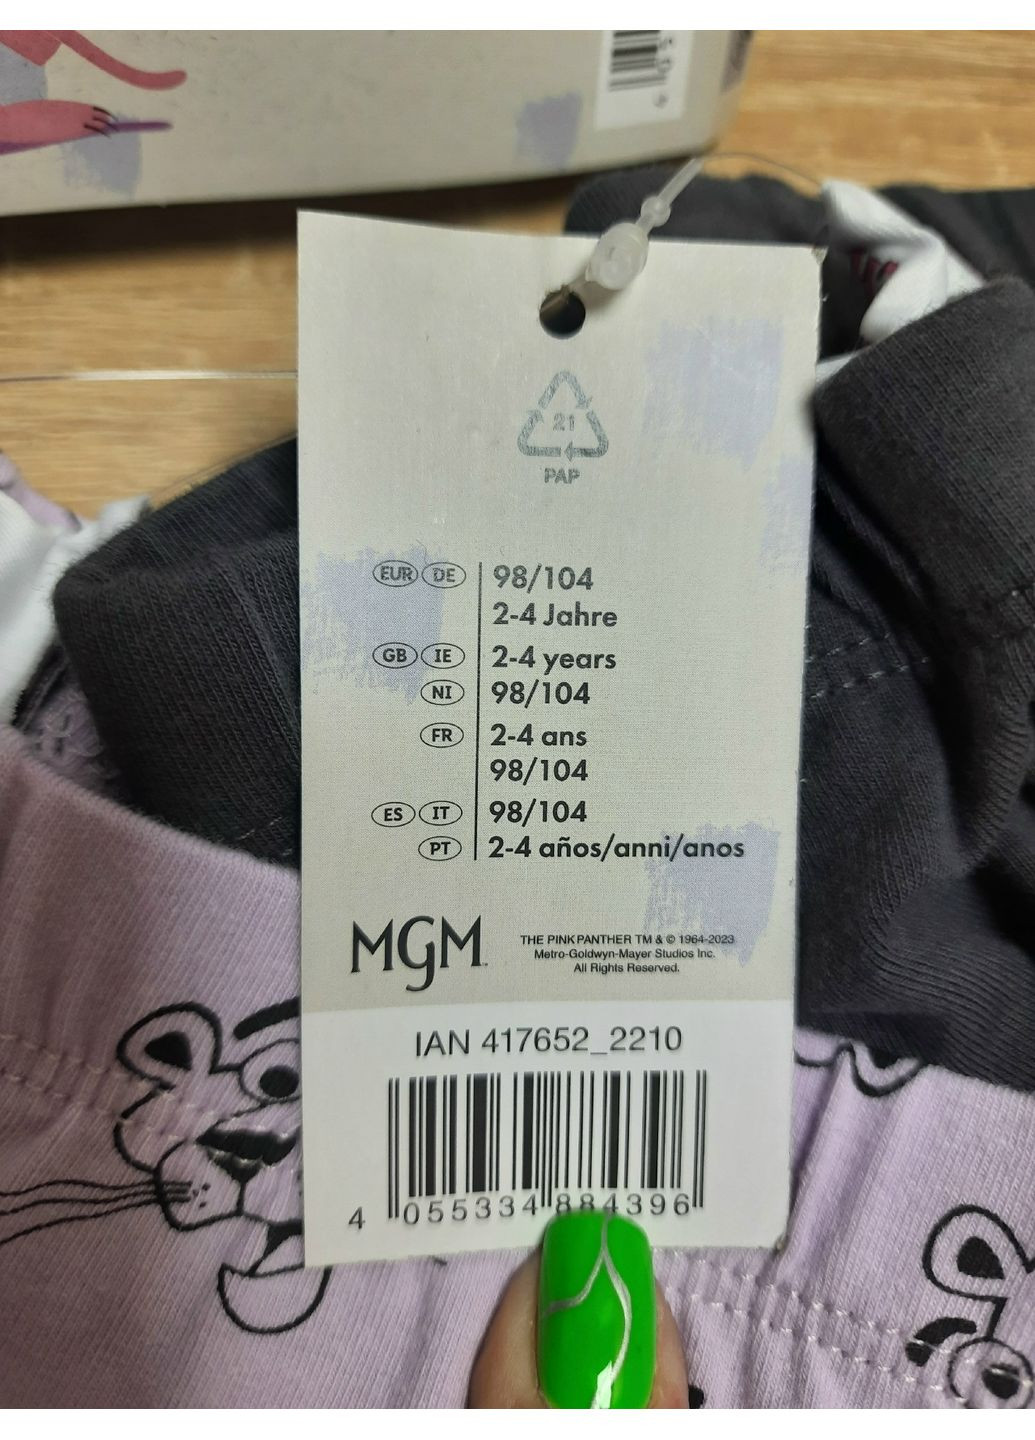 21
PAP
EUR DE 98/104
2-4 Jahre
GB IE 2-4 years
NI 98/104
FR 2-4 ans
98/104
ES IT 98/104
PT 2-4 años/anni/anos
MGM
THE PINK PANTHER TM & © 1964-2023
Metro-Goldwyn-Mayer Studios Inc.
All Rights Reserved.
IAN 417652_2210
4 055334 884396